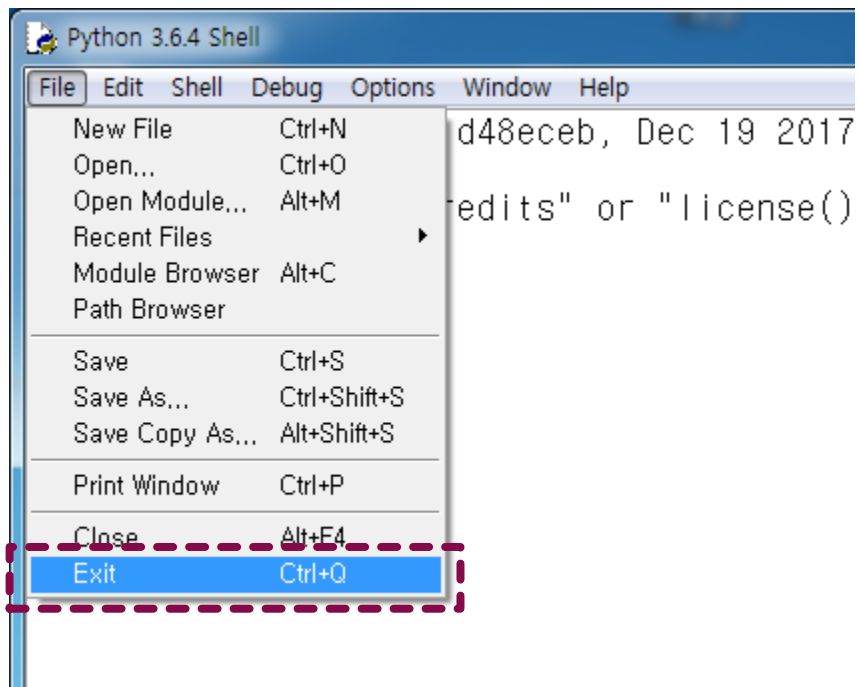 Python 3.6.4 Shell
File Edit Shell Debug Options Window Help
New File Ctrl+N
d48eceb, Dec 19 2017
Open... Ctrl+O
Open Module... Alt+M
edits" or "license()
Recent Files
Module Browser Alt+C
Path Browser
Save Ctrl+S
Save As... Ctrl+Shift+S
Save Copy As... Alt+Shift+S
Print Window Ctrl+P
Close Alt+F4
Exit Ctrl+Q